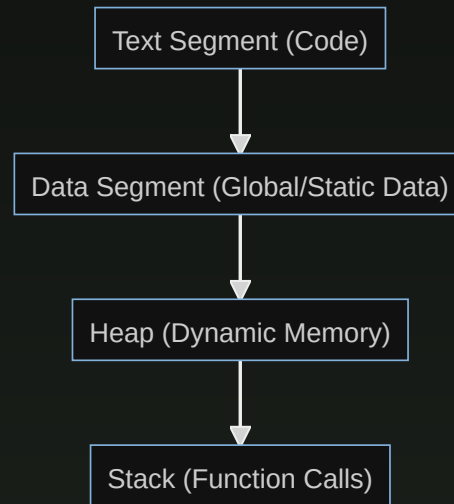 Text Segment (Code)
Data Segment (Global/Static Data)
Heap (Dynamic Memory)
Stack (Function Calls)